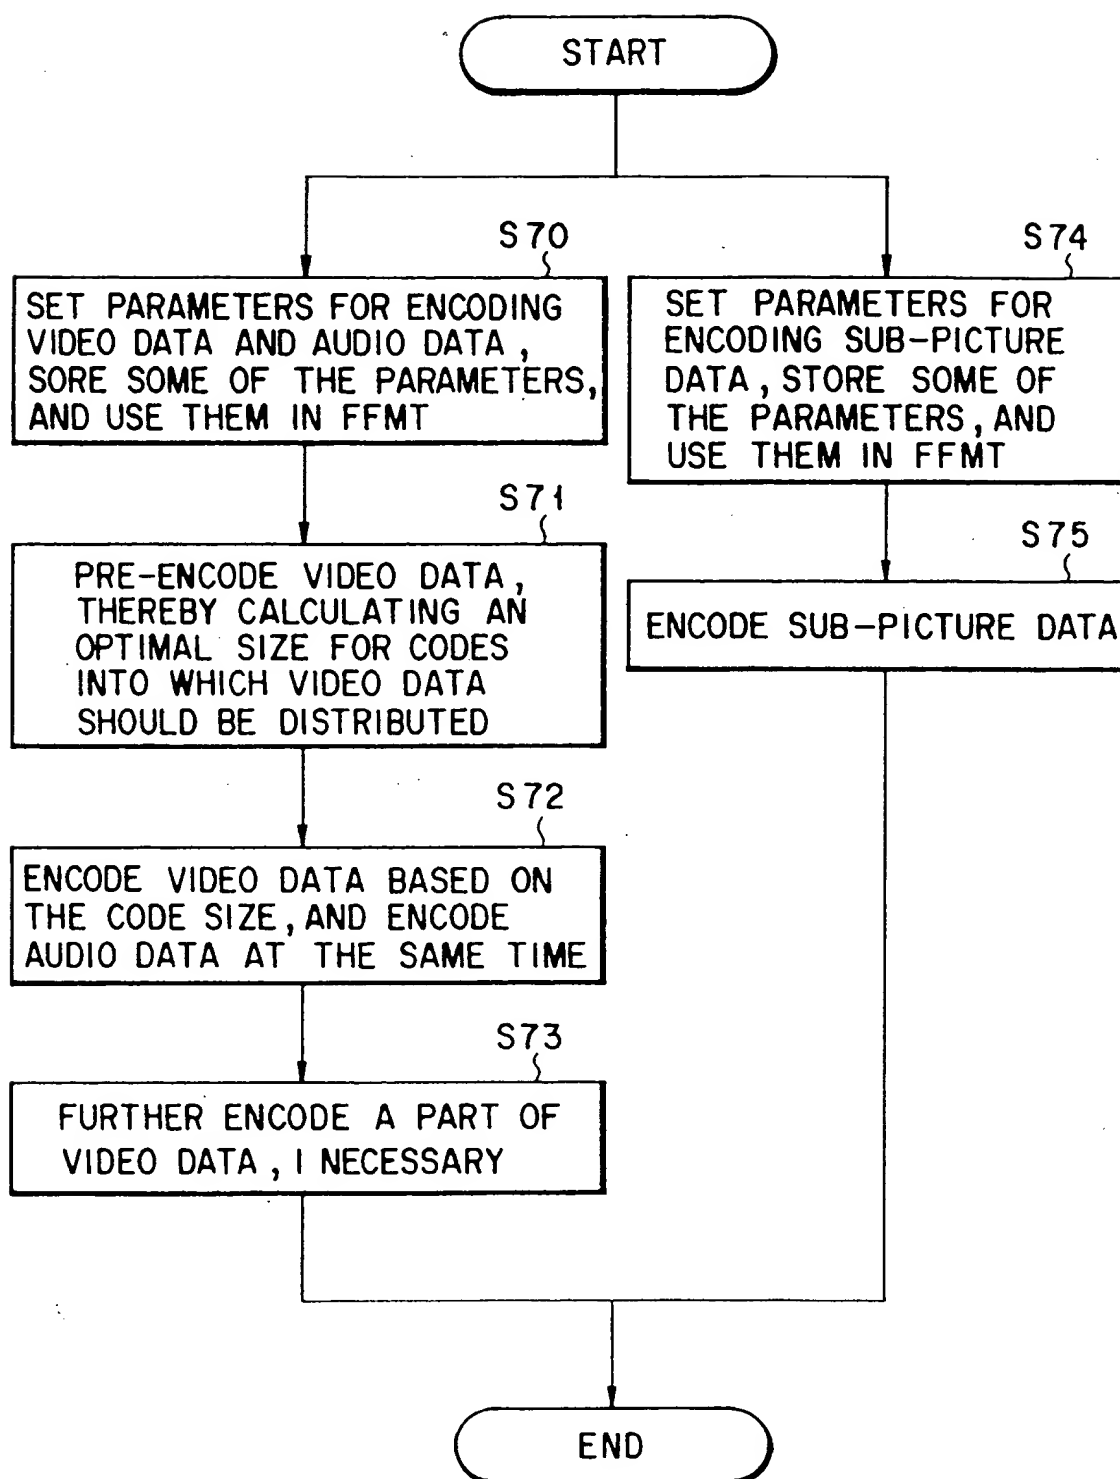 START
S70
SET PARAMETERS FOR ENCODING
VIDEO DATA AND AUDIO DATA,
SORE SOME OF THE PARAMETERS,
AND USE THEM IN FFMT
S71
PRE-ENCODE VIDEO DATA,
THEREBY CALCULATING AN
OPTIMAL SIZE FOR CODES
INTO WHICH VIDEO DATA
SHOULD BE DISTRIBUTED
S72
ENCODE VIDEO DATA BASED ON
THE CODE SIZE, AND ENCODE
AUDIO DATA AT THE SAME TIME
S73
FURTHER ENCODE A PART OF
VIDEO DATA, I NECESSARY
S74
SET PARAMETERS FOR
ENCODING SUB-PICTURE
DATA, STORE SOME OF
THE PARAMETERS, AND
USE THEM IN FFMT
S75
ENCODE SUB-PICTURE DATA
END